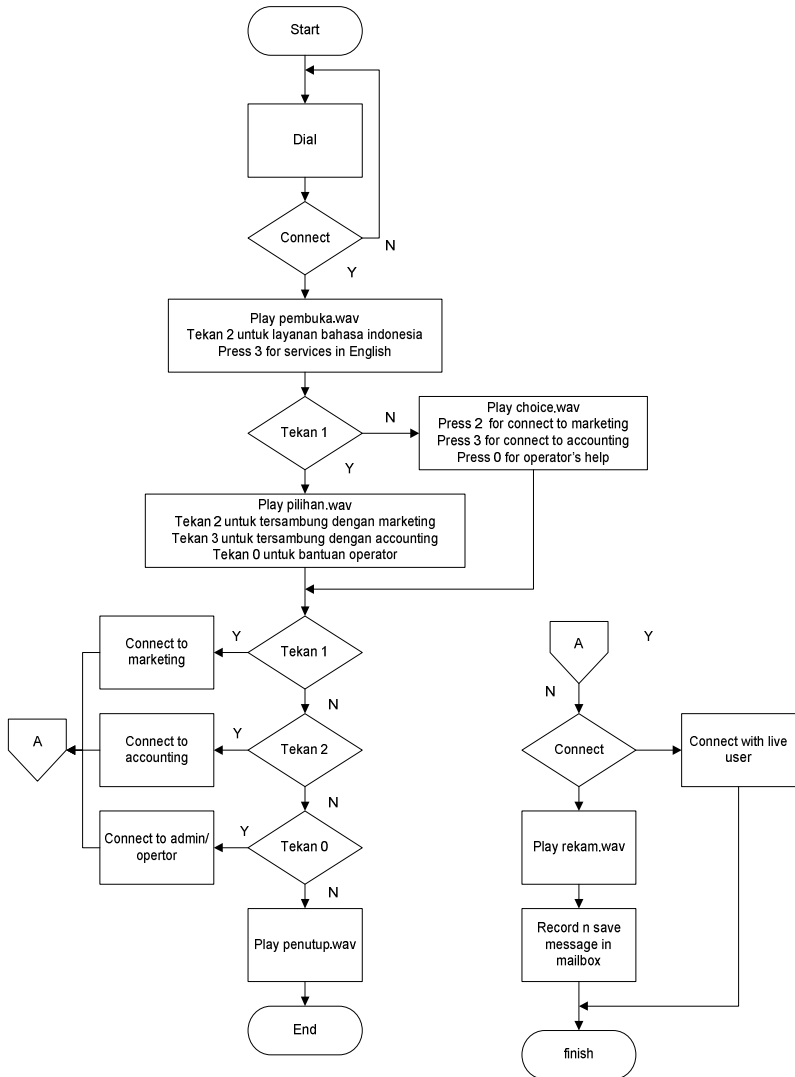 Start
Dial
Connect
N
Y
Play pembuka.wav
Tekan 2 untuk layanan bahasa indonesia
Press 3 for services in English
Tekan 1
N
Y
Play choice.wav
Press 2 for connect to marketing
Press 3 for connect to accounting
Press 0 for operator's help
Play pilihan.wav
Tekan 2 untuk tersambung dengan marketing
Tekan 3 untuk tersambung dengan accounting
Tekan 0 untuk bantuan operator
Connect to
marketing
Y
Tekan 1
N
A
Connect to
accounting
Y
Tekan 2
N
Connect to admin/
opertor
Y
Tekan 0
N
Play penutup.wav
End
A
Y
N
Connect
Connect with live
user
Play rekam.wav
Record n save
message in
mailbox
finish